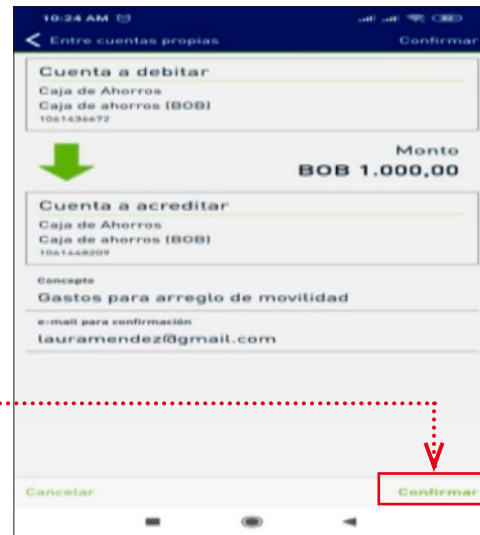 10:24 AM
Entre cuentas propias Confirmar
Cuenta a debitar
Caja de Ahorros
Caja de ahorros (BOB)
1061436672
Monto
BOB 1.000,00
Cuenta a acreditar
Caja de Ahorros
Caja de ahorros (BOB)
1061448209
Concepto
Gastos para arreglo de movilidad
e-mail para confirmación
lauramendez@gmail.com
Cancelar Confirmar